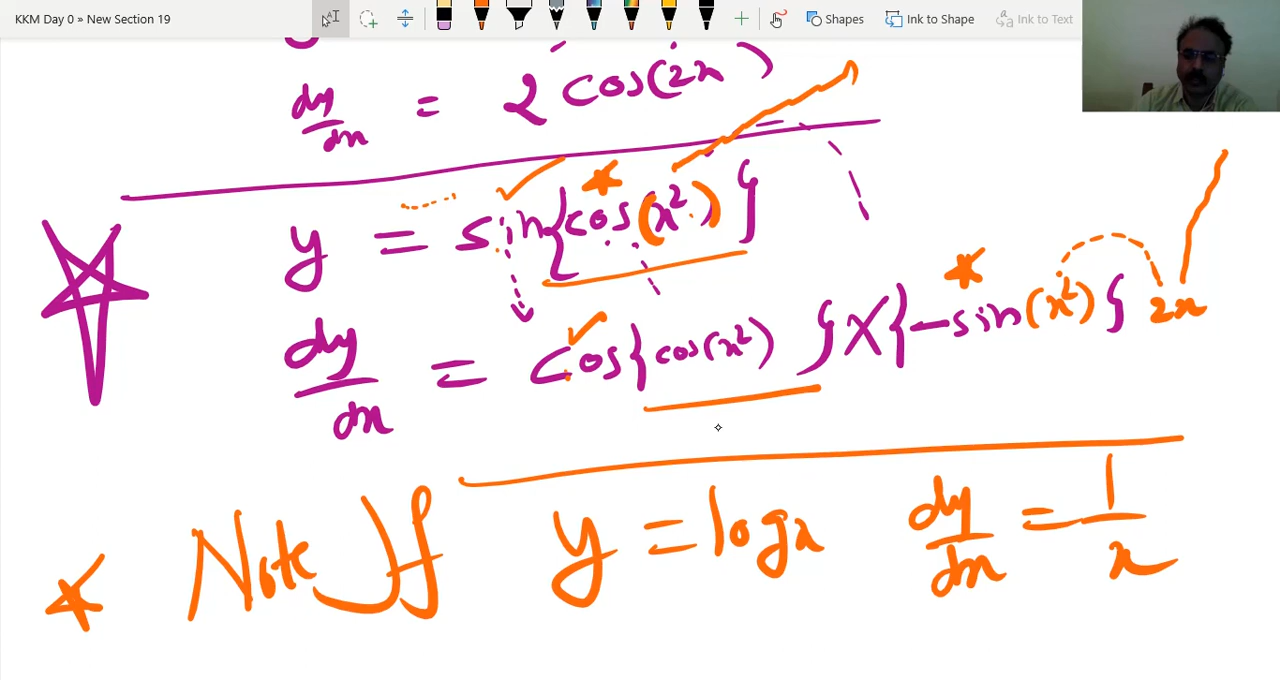 KKM Day 0 » New Section 19
Shapes
Ink to Shape
Ink to Text
dy/dx = 2 cos(2x)
y = sin{cos(x²)}
dy/dx = cos{cos(x²)}X{-sin(x²)} 2x
Note If y = logx dy/dx = 1/x